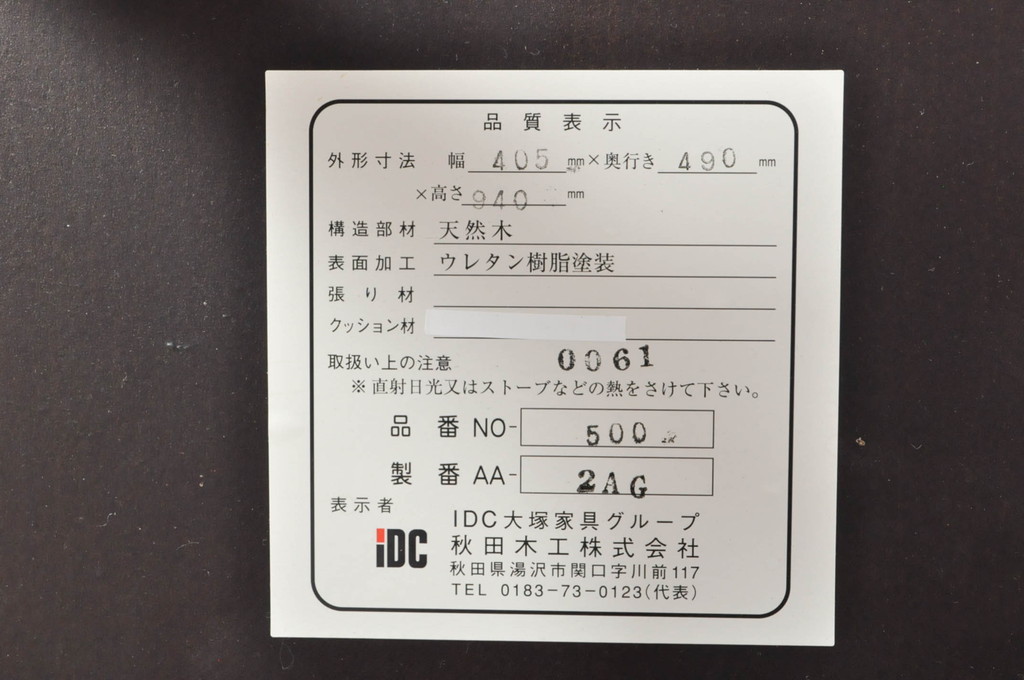 品質表示
外形寸法 幅 405 mm×奥行き 490 mm
×高さ 940 mm
構造部材 天然木
表面加工 ウレタン樹脂塗装
張り材
クッション材
取扱い上の注意 0061
※直射日光又はストーブなどの熱をさけて下さい。
品番 NO- 500
製番 AA- 2AG
表示者
iDC
IDC大塚家具グループ
秋田木工株式会社
秋田県湯沢市関口字川前117
TEL 0183-73-0123(代表)